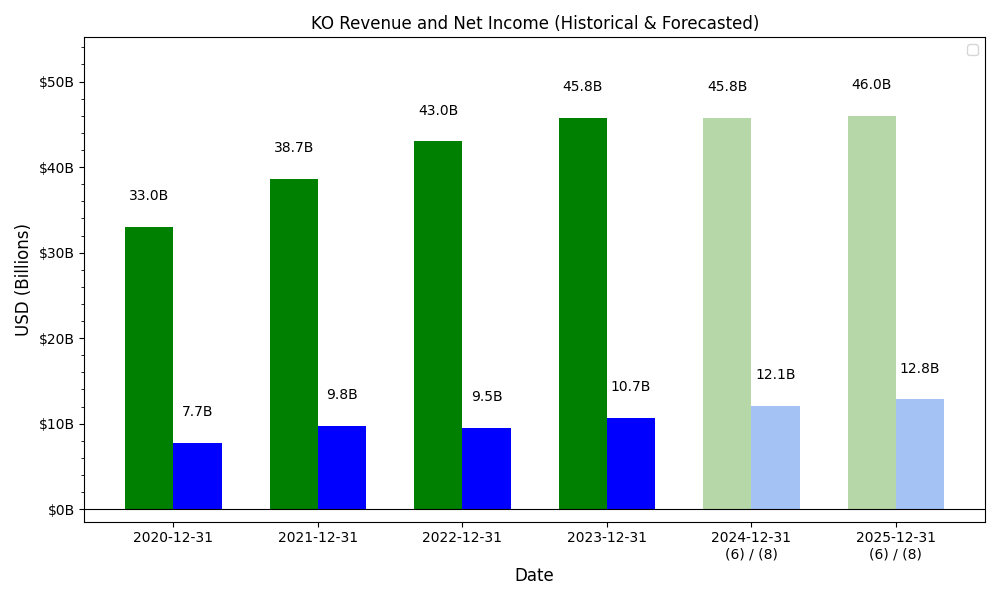 KO Revenue and Net Income (Historical & Forecasted)
USD (Billions)
$50B
$40B
$30B
$20B
$10B
$0B
33.0B
7.7B
38.7B
9.8B
43.0B
9.5B
45.8B
10.7B
45.8B
12.1B
46.0B
12.8B
2020-12-31
2021-12-31
2022-12-31
2023-12-31
2024-12-31
(6) / (8)
2025-12-31
(6) / (8)
Date